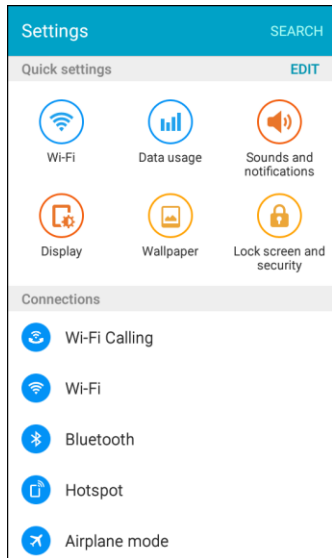 Settings SEARCH
Quick settings EDIT
Wi-Fi Data usage Sounds and
notifications
Display Wallpaper Lock screen and
security
Connections
Wi-Fi Calling
Wi-Fi
Bluetooth
Hotspot
Airplane mode